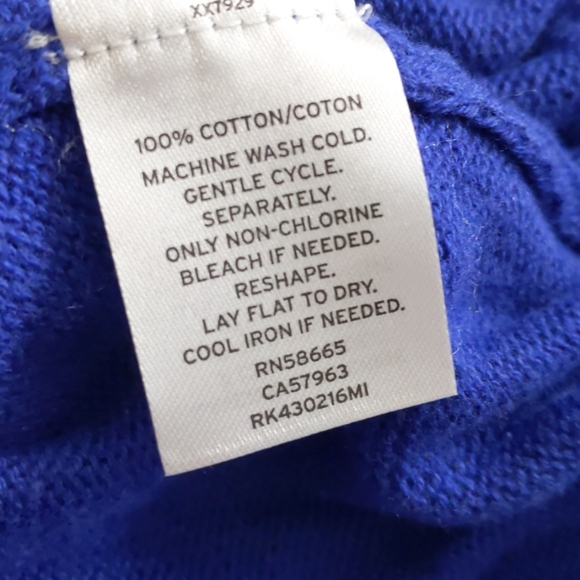 XX7929
100% COTTON/COTON
MACHINE WASH COLD.
GENTLE CYCLE.
SEPARATELY.
ONLY NON-CHLORINE
BLEACH IF NEEDED.
RESHAPE.
LAY FLAT TO DRY.
COOL IRON IF NEEDED.
RN58665
CA57963
RK430216MI